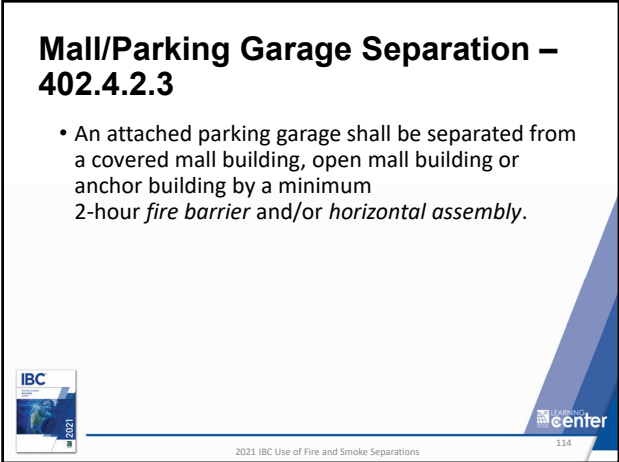 Mall/Parking Garage Separation –
402.4.2.3
• An attached parking garage shall be separated from
a covered mall building, open mall building or
anchor building by a minimum
2-hour fire barrier and/or horizontal assembly.
IBC
2021
LEARNING
center
2021 IBC Use of Fire and Smoke Separations
114